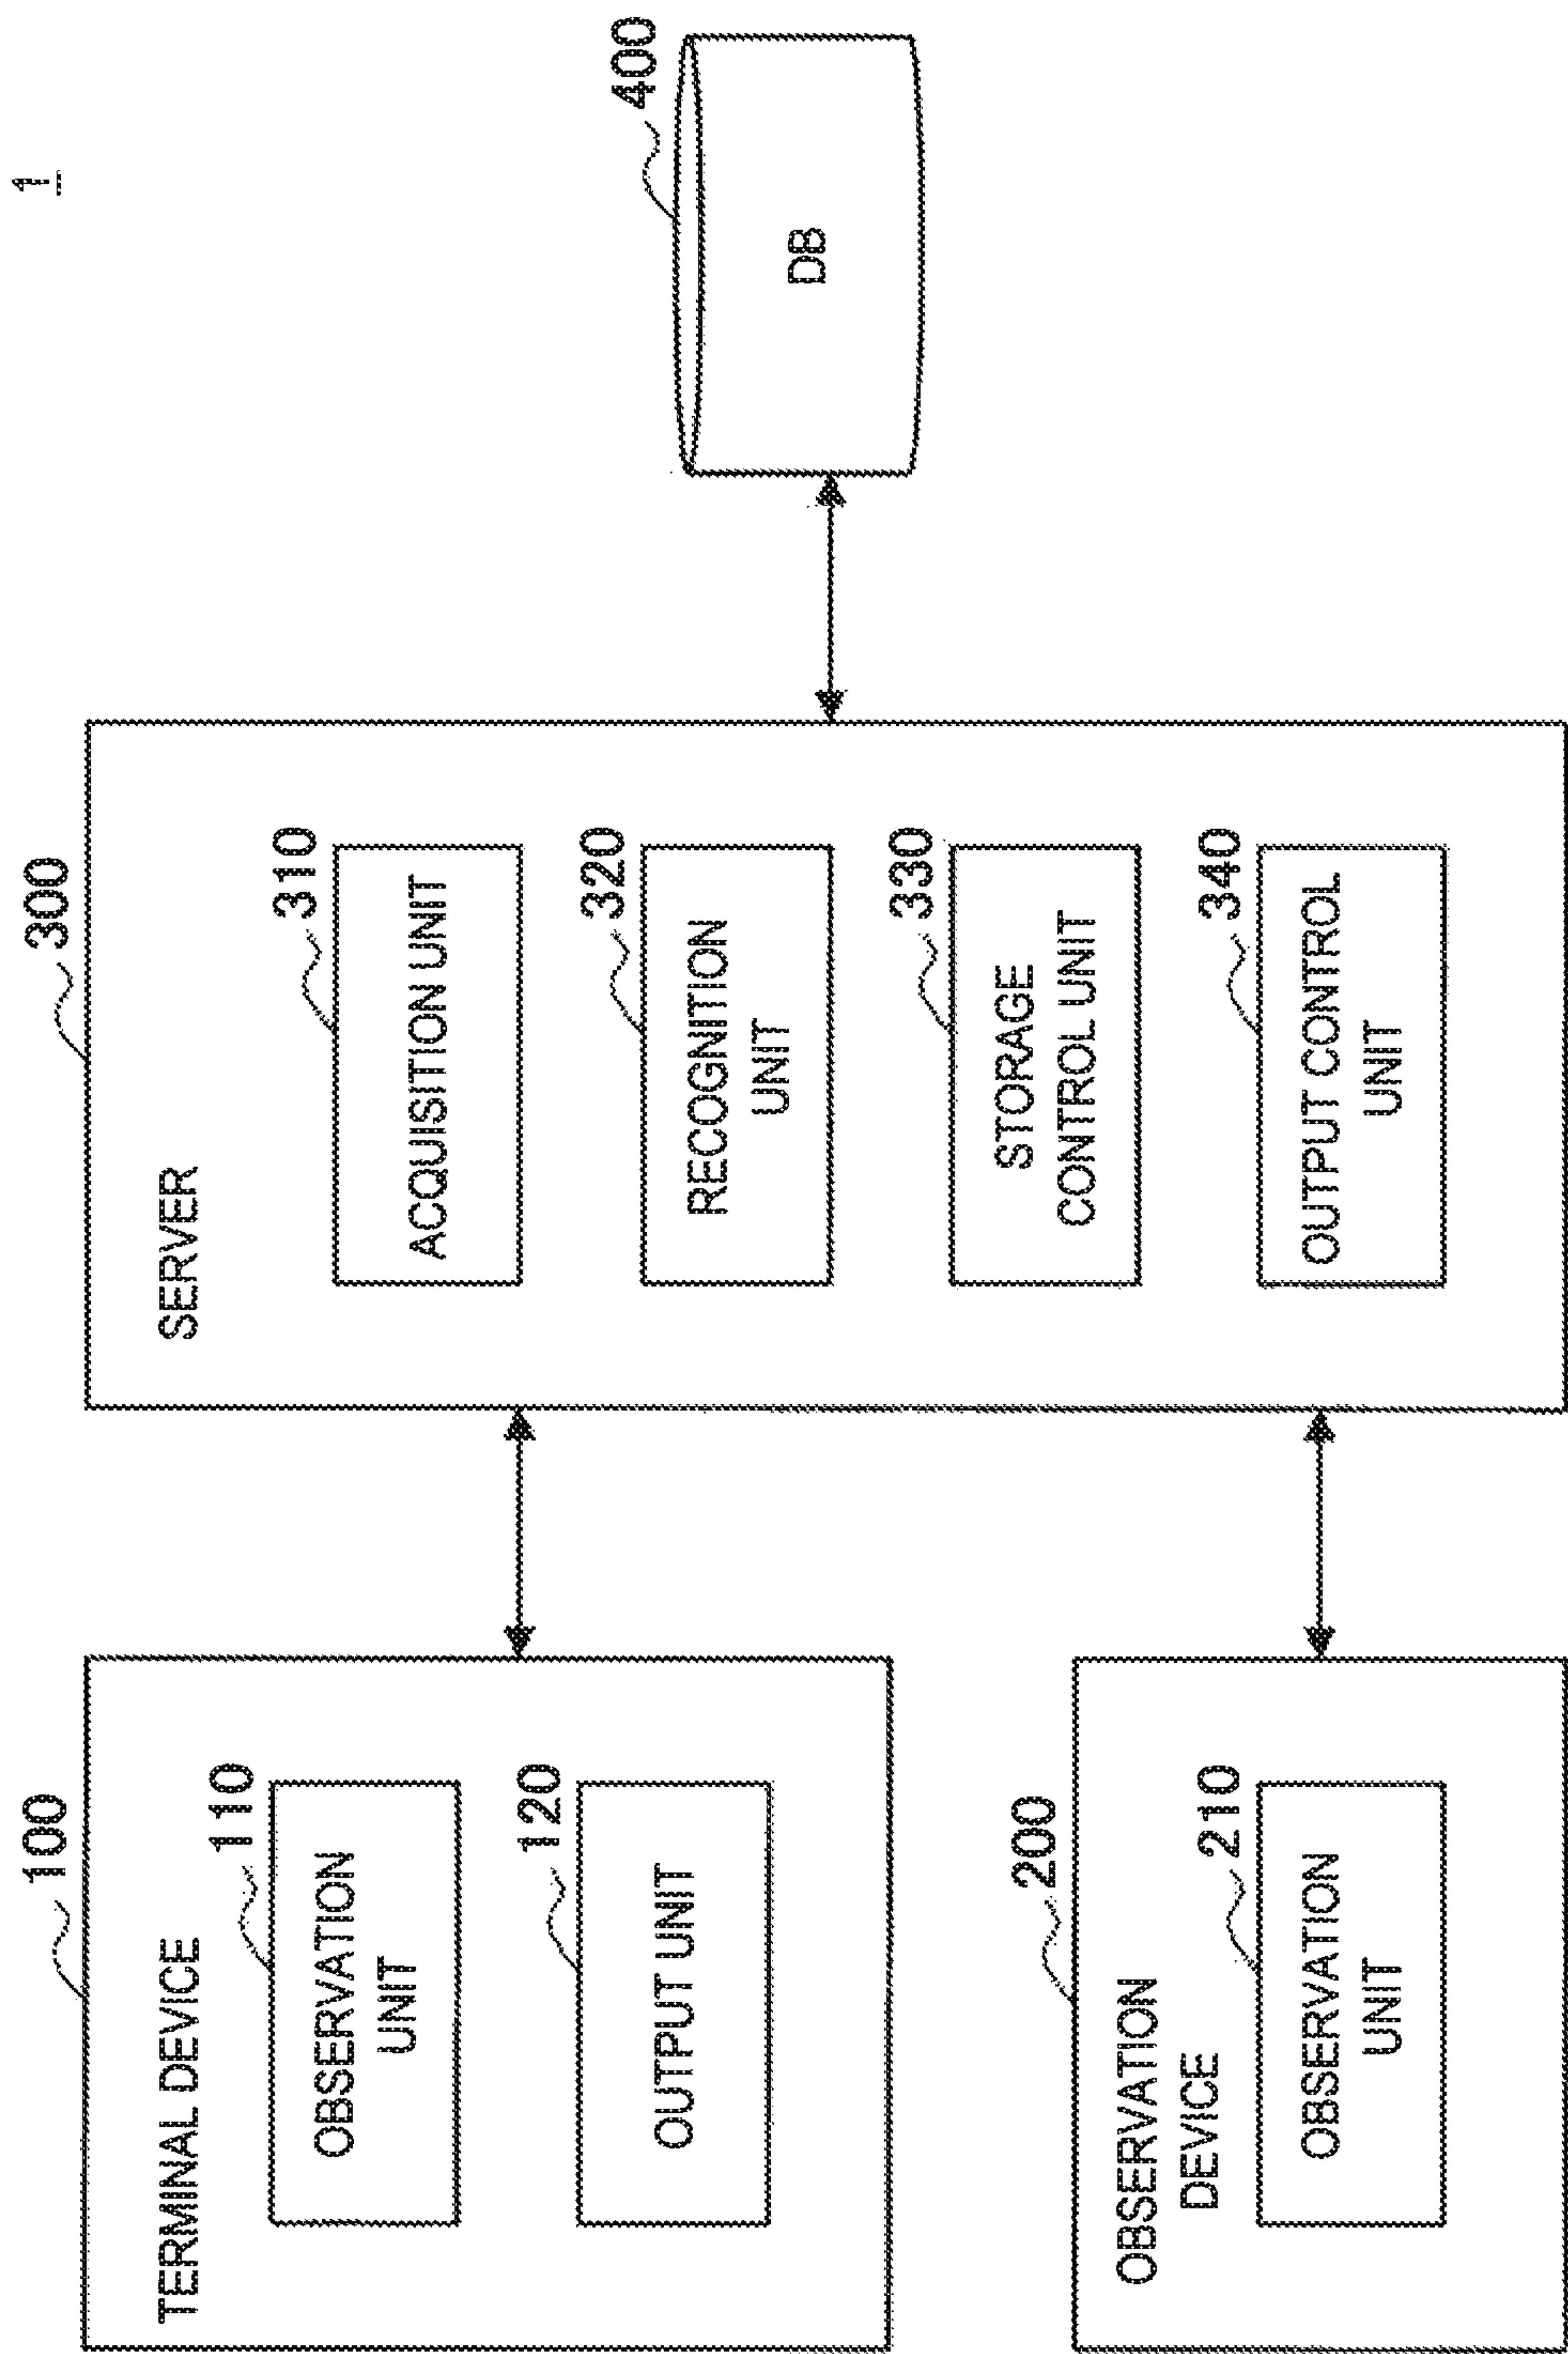 1
100
TERMINAL DEVICE
110
OBSERVATION
UNIT
120
OUTPUT UNIT
200
OBSERVATION
DEVICE
210
OBSERVATION
UNIT
300
SERVER
310
ACQUISITION UNIT
320
RECOGNITION
UNIT
330
STORAGE
CONTROL UNIT
340
OUTPUT CONTROL
UNIT
400
DB